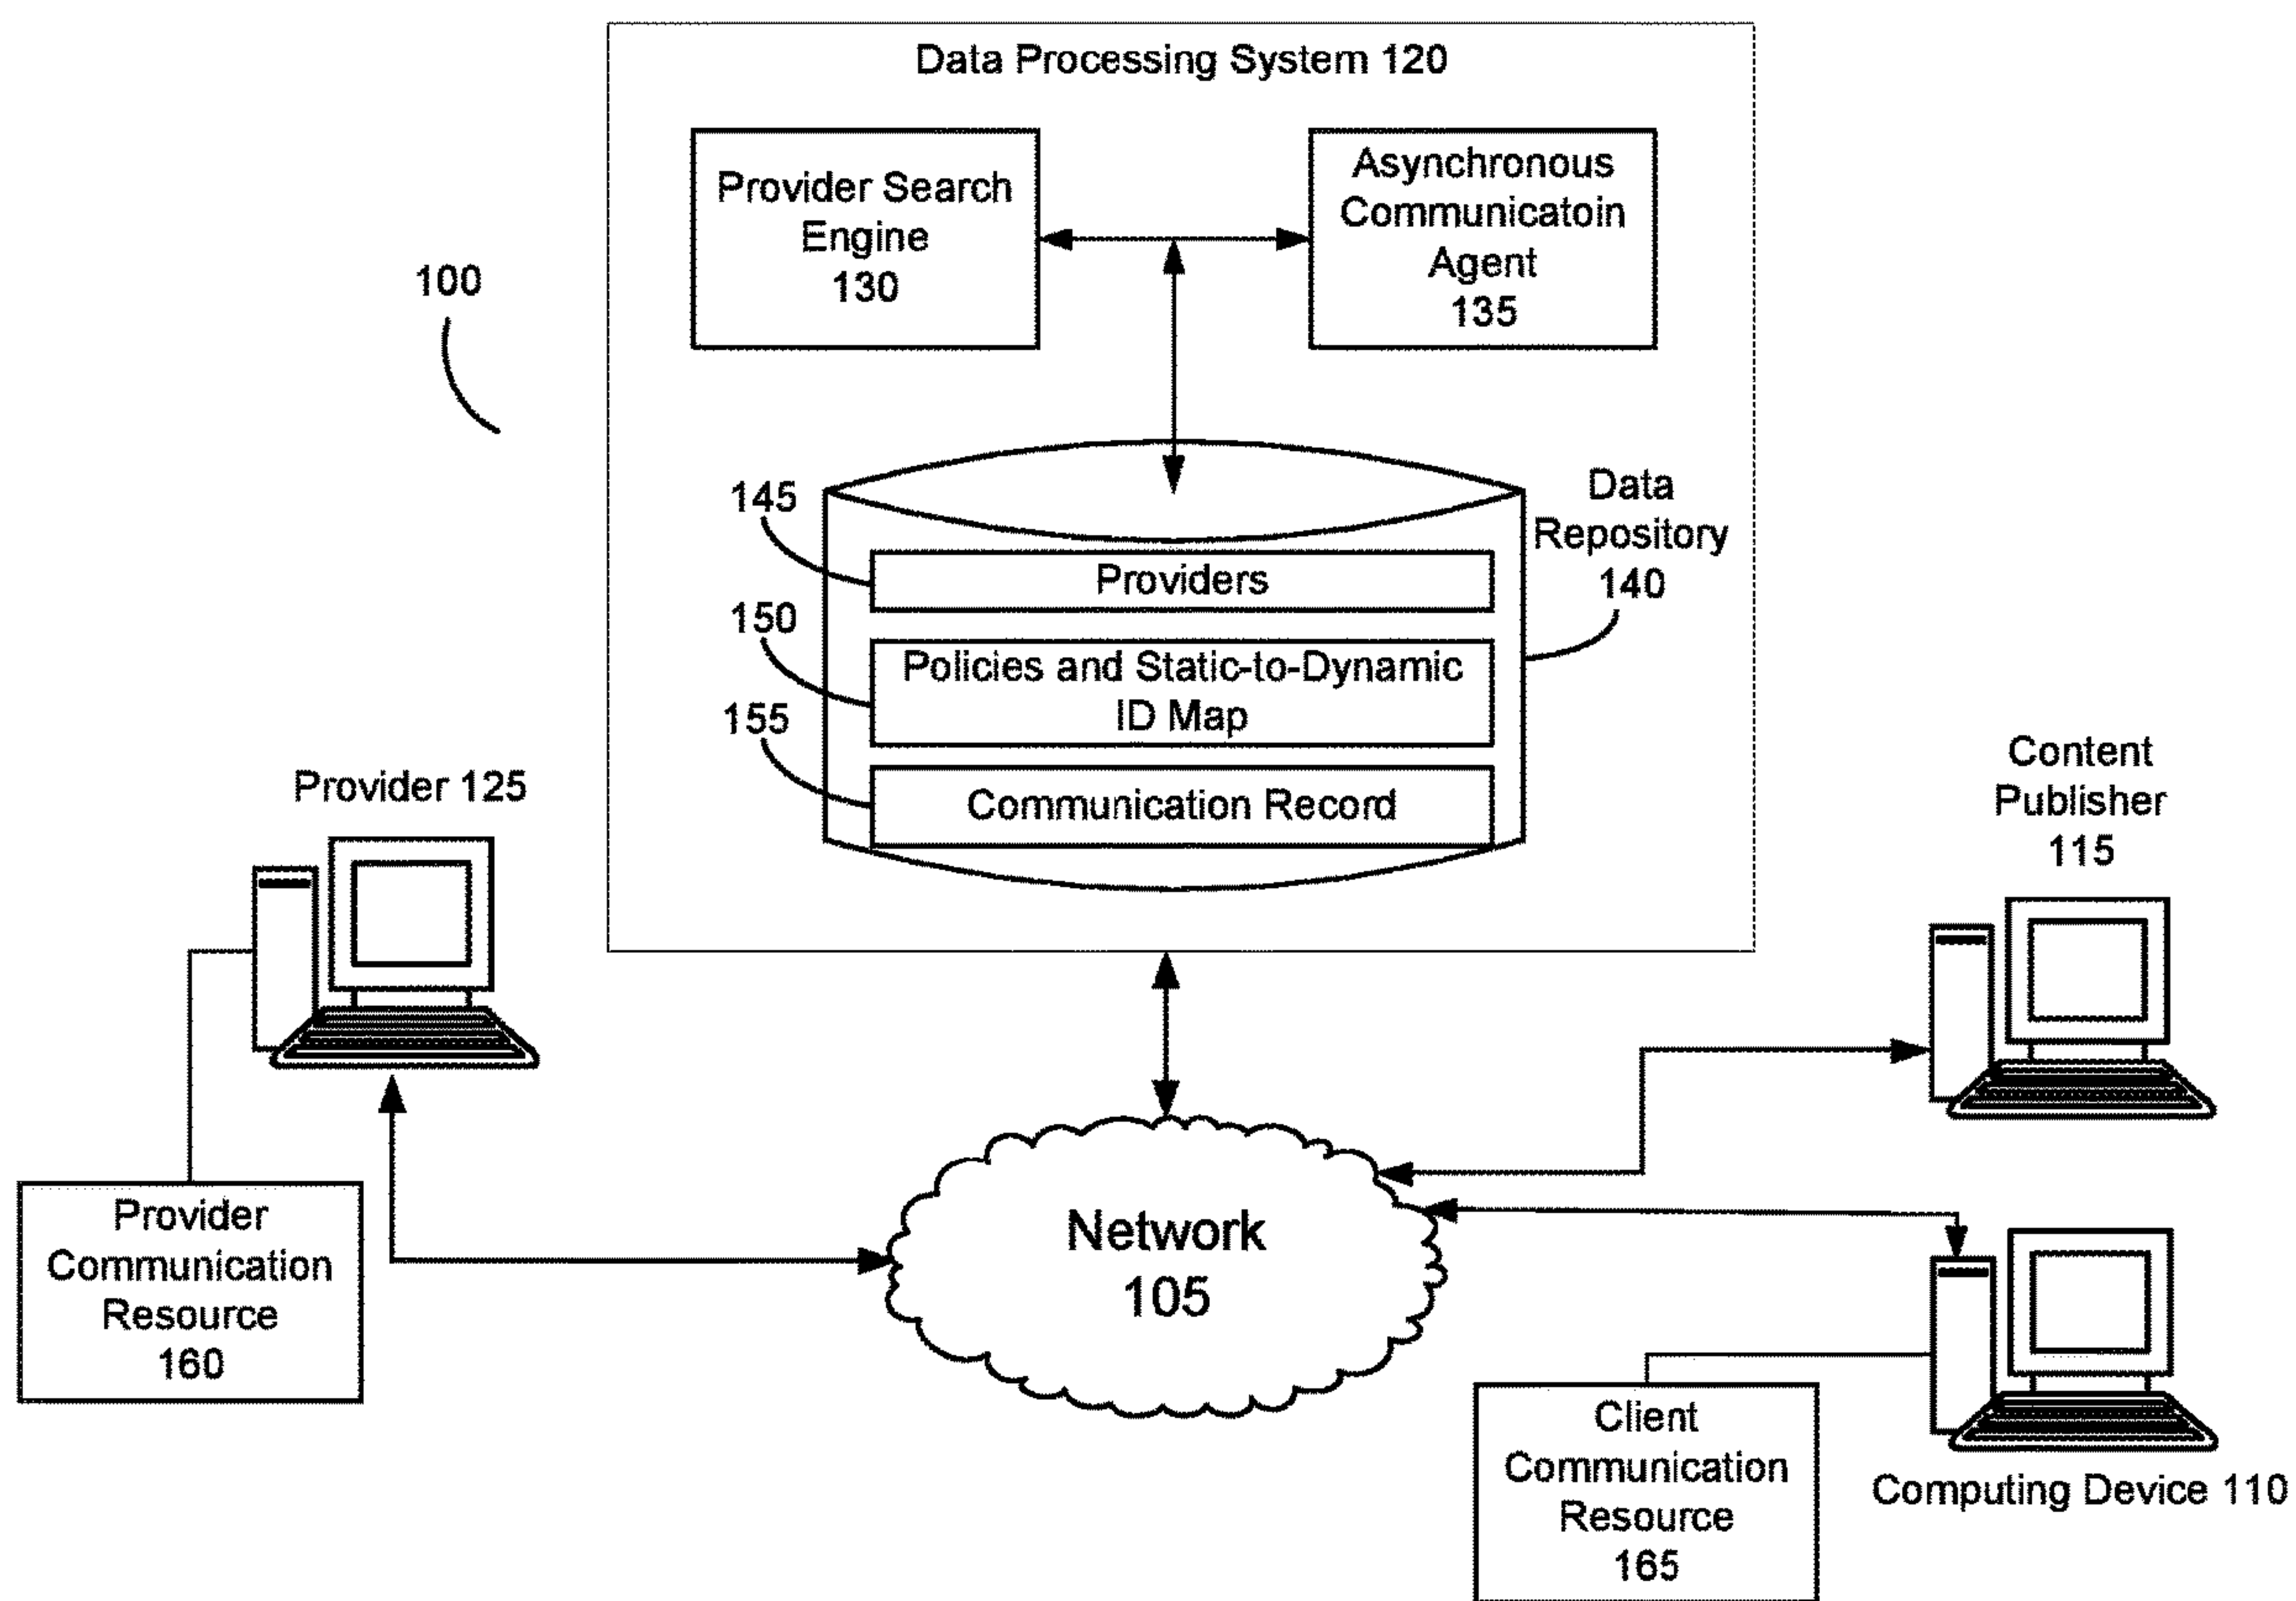 Data Processing System 120
Provider Search
Engine
130
Asynchronous
Communicatoin
Agent
135
100
145
Providers
Data
Repository
140
150
Policies and Static-to-Dynamic
ID Map
155
Communication Record
Provider 125
Content
Publisher
115
Provider
Communication
Resource
160
Network
105
Client
Communication
Resource
165
Computing Device 110